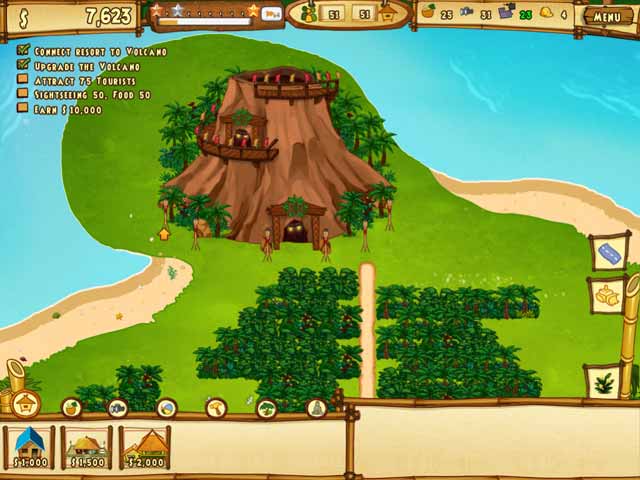 $ 7,623
51 51
25 31 23 4
MENU
CONNECT RESORT TO VOLCANO
UPGRADE THE VOLCANO
ATTRACT 75 TOURISTS
SIGHTSEEING 50, FOOD 50
EARN $ 10,000
$ 1,000 $ 1,500 $ 2,000